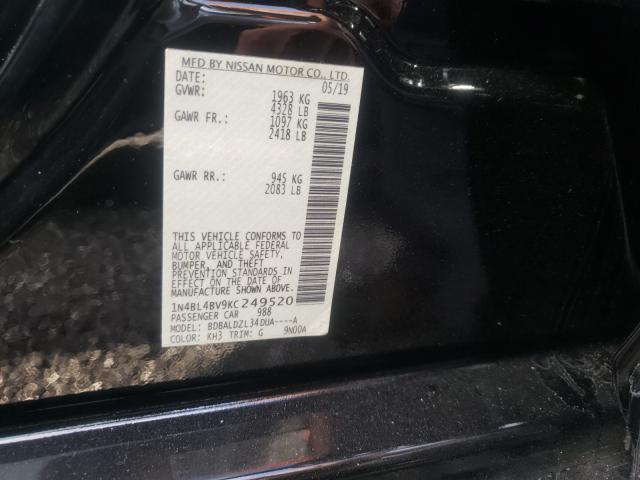 MFD BY NISSAN MOTOR CO., LTD.
DATE: 05/19
GVWR: 1963 KG
4328 LB
GAWR FR.: 1097 KG
2418 LB
GAWR RR.: 945 KG
2083 LB
THIS VEHICLE CONFORMS TO
ALL APPLICABLE FEDERAL
MOTOR VEHICLE SAFETY,
BUMPER, AND THEFT
PREVENTION STANDARDS IN
EFFECT ON THE DATE OF
MANUFACTURE SHOWN ABOVE.
1N4BL4BV9KC249520
PASSENGER CAR 988
MODEL: BDBALDZL34DUA----A
COLOR: KH3 TRIM: G 9N00A